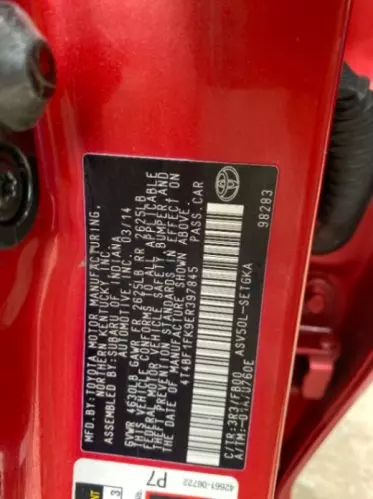 MFD.BY:TOYOTA MOTOR MANUFACTURING,
NORTHERN KENTUCKY, INC.
ASSEMBLED BY:SUBARU OF INDIANA
AUTOMOTIVE, INC. 03/14
GVWR 4630LB GAWR FR 2625LB RR 2625LB
THIS VEHICLE CONFORMS TO ALL APPLICABLE
FEDERAL MOTOR VEHICLE SAFETY BUMPER AND
THEFT PREVENTION STANDARDS IN EFFECT ON
THE DATE OF MANUFACTURE SHOWN ABOVE.
4T4BF1FK9ER397845 PASS.CAR
98283
C/TR:3R3/FB00 ASV50L-SETGKA
A/TM:-01A/U760E
42661-06722
P7
3